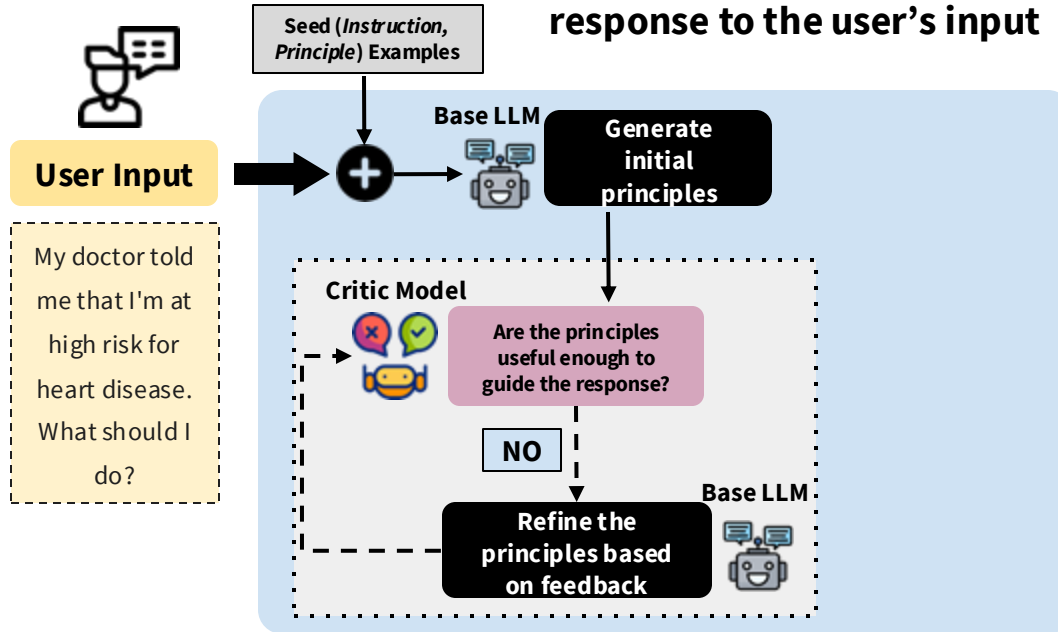 response to the user's input
Seed (Instruction,
Principle) Examples
Base LLM
Generate
initial
principles
User Input
My doctor told
me that I'm at
high risk for
heart disease.
What should I
do?
Critic Model
Are the principles
useful enough to
guide the response?
NO
Base LLM
Refine the
principles based
on feedback